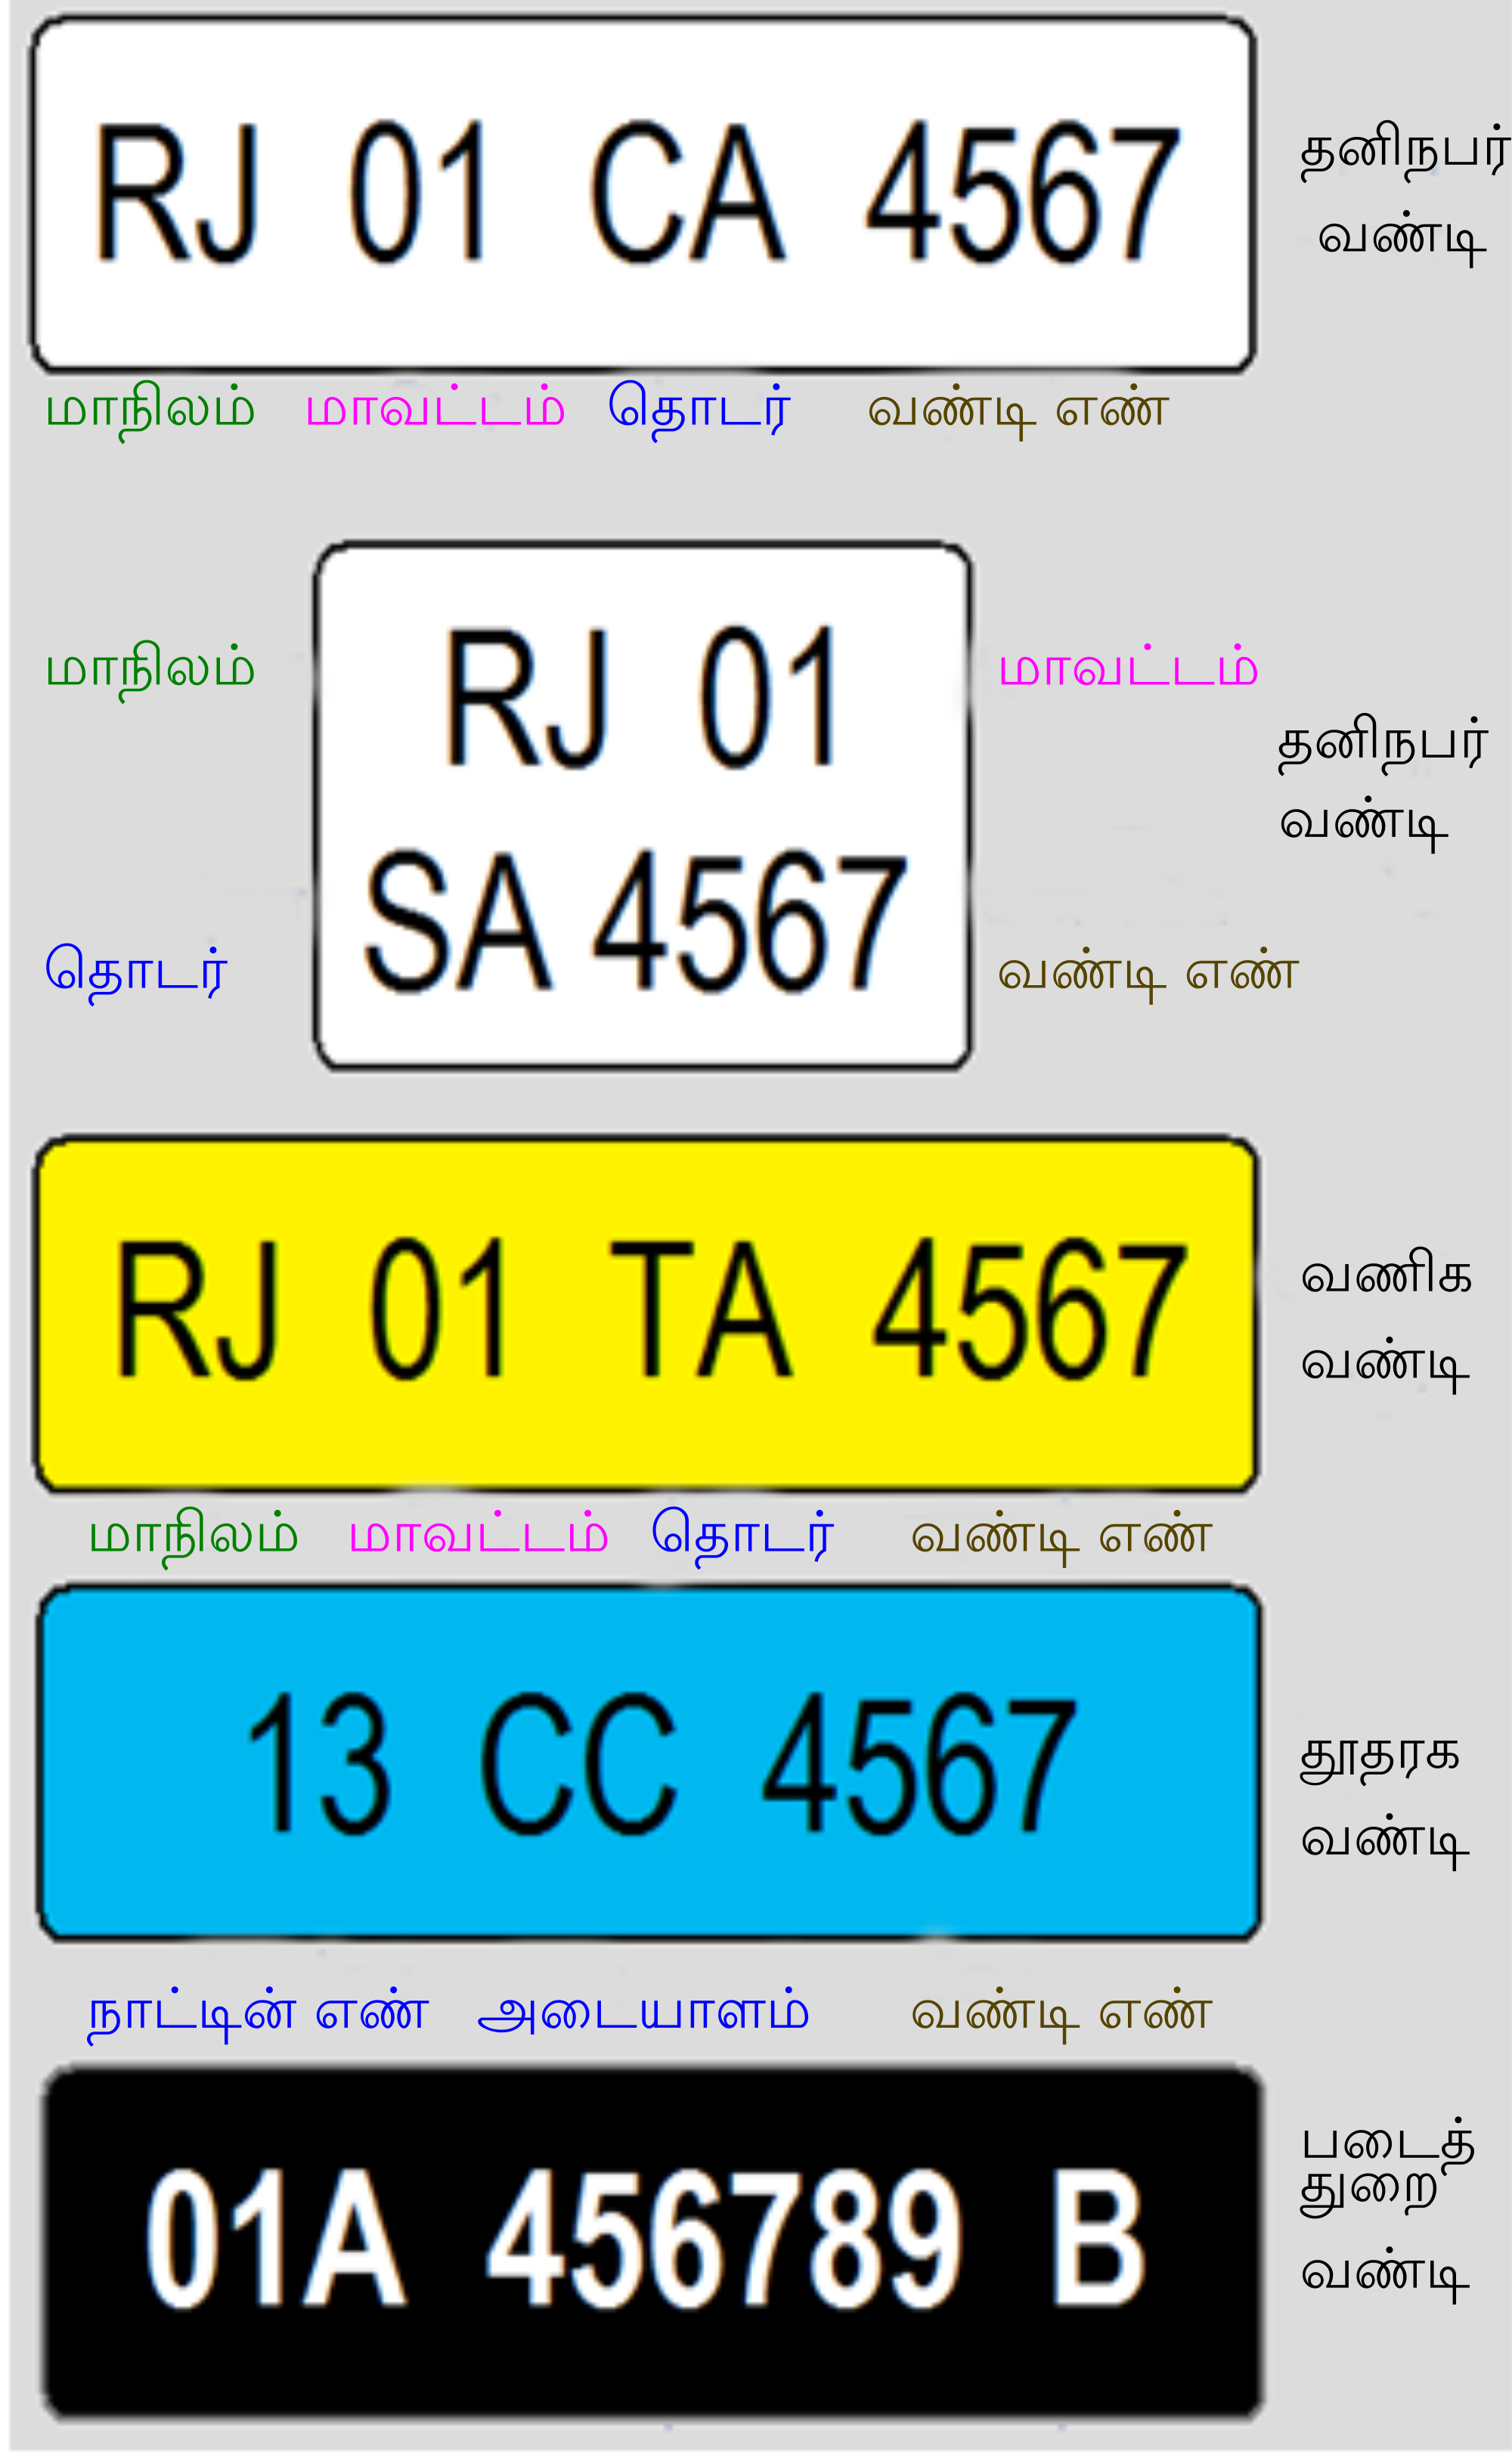 RJ 01 CA 4567
தனிநபர்
வண்டி
மாநிலம் மாவட்டம் தொடர் வண்டி எண்
மாநிலம்
RJ 01
மாவட்டம்
தனிநபர்
வண்டி
தொடர்
SA 4567
வண்டி எண்
RJ 01 TA 4567
வணிக
வண்டி
மாநிலம் மாவட்டம் தொடர் வண்டி எண்
13 CC 4567
தூதரக
வண்டி
நாட்டின் எண் அடையாளம் வண்டி எண்
01A 456789 B
படைத்
துறை
வண்டி